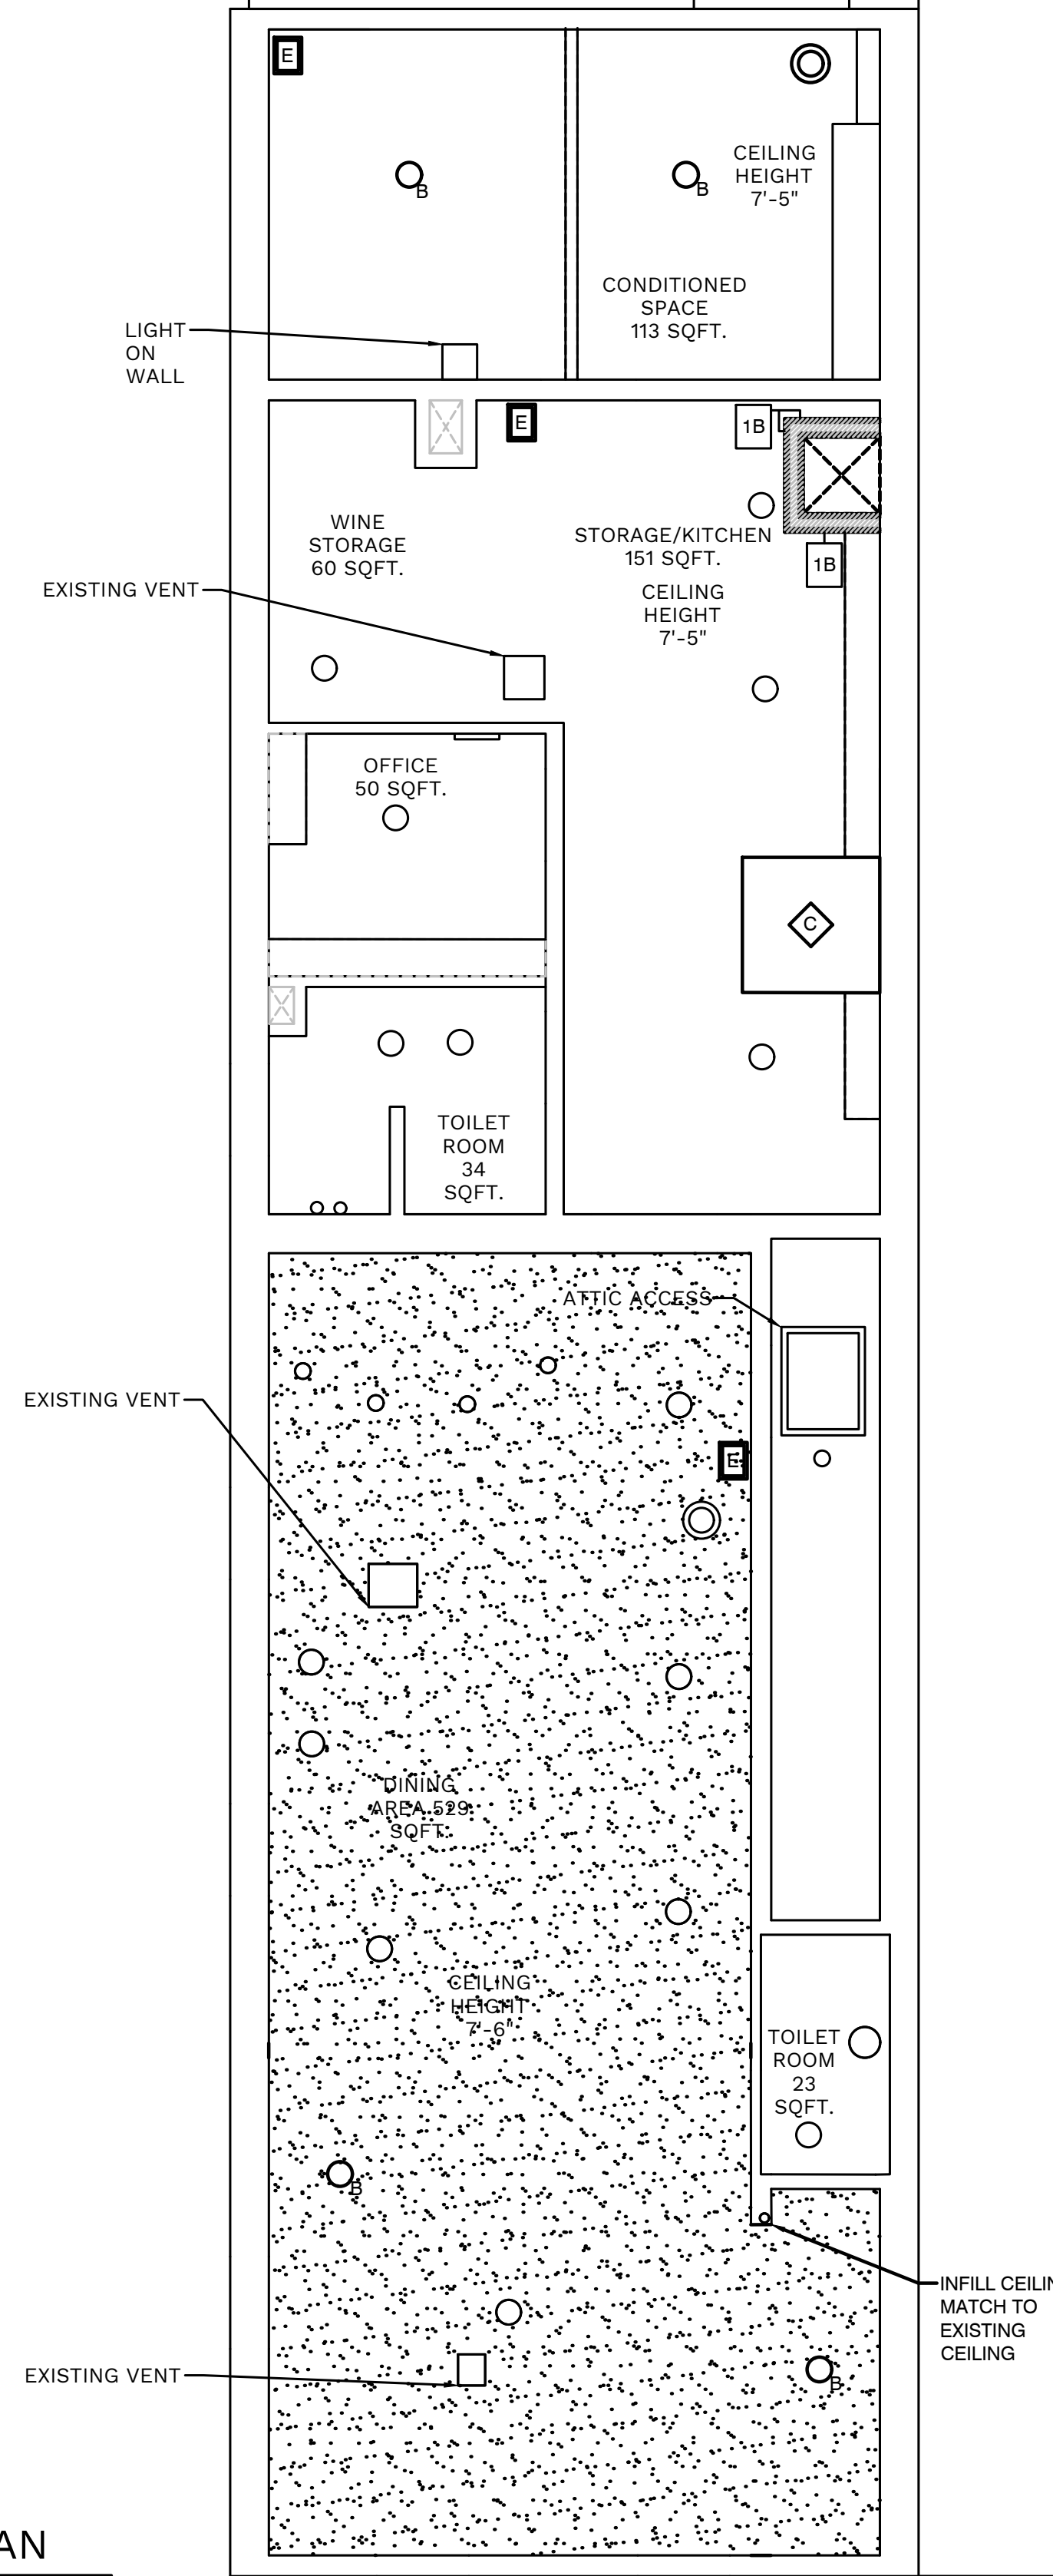 E
B
B
CEILING
HEIGHT
7'-5"
CONDITIONED
SPACE
113 SQFT.
LIGHT
ON
WALL
E
1B
WINE
STORAGE
60 SQFT.
STORAGE/KITCHEN
151 SQFT.
1B
CEILING
HEIGHT
7'-5"
EXISTING VENT
OFFICE
50 SQFT.
C
TOILET
ROOM
34
SQFT.
ATTIC ACCESS
EXISTING VENT
E
DINING
AREA 529
SQFT.
CEILING
HEIGHT
7'-6"
TOILET
ROOM
23
SQFT.
B
INFILL CEILIN
MATCH TO
EXISTING
CEILING
EXISTING VENT
B
AN